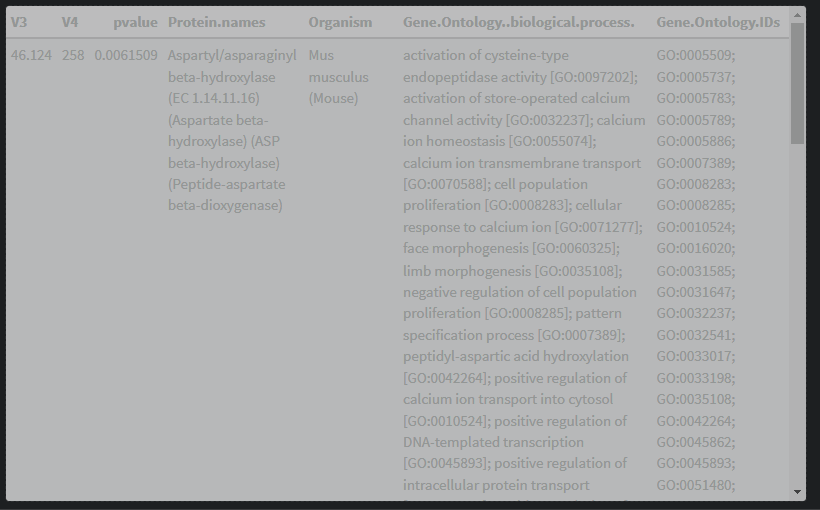 V3 V4 pvalue Protein.names Organism Gene.Ontology..biological.process. Gene.Ontology.IDs
46.124 258 0.0061509 Aspartyl/asparaginyl Mus activation of cysteine-type GO:0005509;
beta-hydroxylase musculus endopeptidase activity [GO:0097202]; GO:0005737;
(EC 1.14.11.16) (Mouse) activation of store-operated calcium GO:0005783;
(Aspartate beta- channel activity [GO:0032237]; calcium GO:0005789;
hydroxylase) (ASP ion homeostasis [GO:0055074]; GO:0005886;
beta-hydroxylase) calcium ion transmembrane transport GO:0007389;
(Peptide-aspartate [GO:0070588]; cell population GO:0008283;
beta-dioxygenase) proliferation [GO:0008283]; cellular GO:0008285;
response to calcium ion [GO:0071277]; GO:0010524;
face morphogenesis [GO:0060325]; GO:0016020;
limb morphogenesis [GO:0035108]; GO:0031585;
negative regulation of cell population GO:0031647;
proliferation [GO:0008285]; pattern GO:0032237;
specification process [GO:0007389]; GO:0032541;
peptidyl-aspartic acid hydroxylation GO:0033017;
[GO:0042264]; positive regulation of GO:0033198;
calcium ion transport into cytosol GO:0035108;
[GO:0010524]; positive regulation of GO:0042264;
DNA-templated transcription GO:0045862;
[GO:0045893]; positive regulation of GO:0045893;
intracellular protein transport GO:0051480;